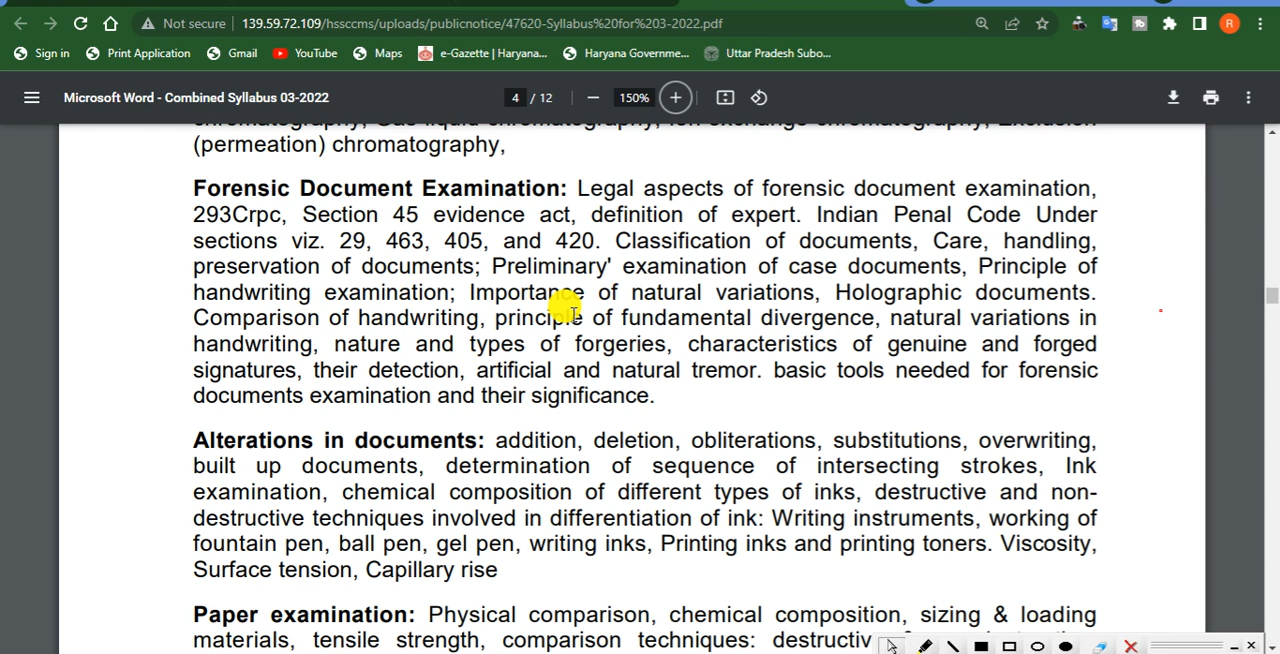 Not secure 139.59.72.109/hssccms/uploads/publicnotice/47620-Syllabus%20for%203-2022.pdf R
Sign in Print Application Gmail YouTube Maps e-Gazette | Haryana... Haryana Governme... Uttar Pradesh Subo...
Microsoft Word - Combined Syllabus 03-2022 4 / 12 150%
(permeation) chromatography,
Forensic Document Examination: Legal aspects of forensic document examination,
293Crpc, Section 45 evidence act, definition of expert. Indian Penal Code Under
sections viz. 29, 463, 405, and 420. Classification of documents, Care, handling,
preservation of documents; Preliminary' examination of case documents, Principle of
handwriting examination; Importance of natural variations, Holographic documents.
Comparison of handwriting, principle of fundamental divergence, natural variations in
handwriting, nature and types of forgeries, characteristics of genuine and forged
signatures, their detection, artificial and natural tremor. basic tools needed for forensic
documents examination and their significance.
Alterations in documents: addition, deletion, obliterations, substitutions, overwriting,
built up documents, determination of sequence of intersecting strokes, Ink
examination, chemical composition of different types of inks, destructive and non-
destructive techniques involved in differentiation of ink: Writing instruments, working of
fountain pen, ball pen, gel pen, writing inks, Printing inks and printing toners. Viscosity,
Surface tension, Capillary rise
Paper examination: Physical comparison, chemical composition, sizing & loading
materials, tensile strength, comparison techniques: destructiv